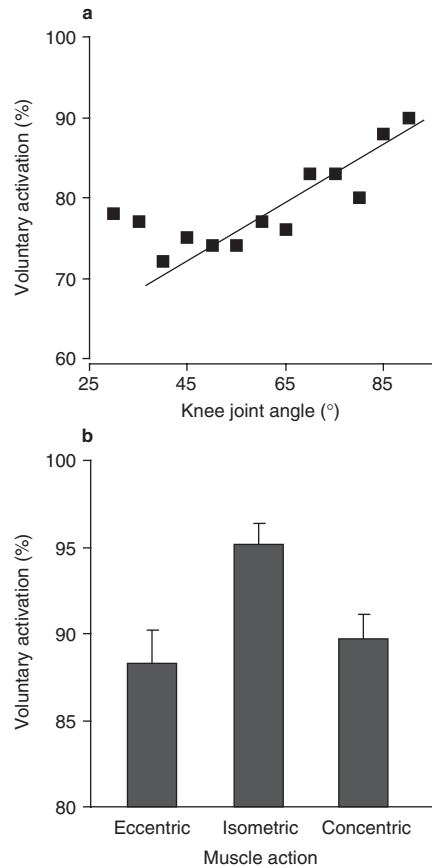 a
100
90
80
70
60
Voluntary activation (%)
25 45 65 85
Knee joint angle (°)
b
100
95
90
85
80
Voluntary activation (%)
Eccentric Isometric Concentric
Muscle action